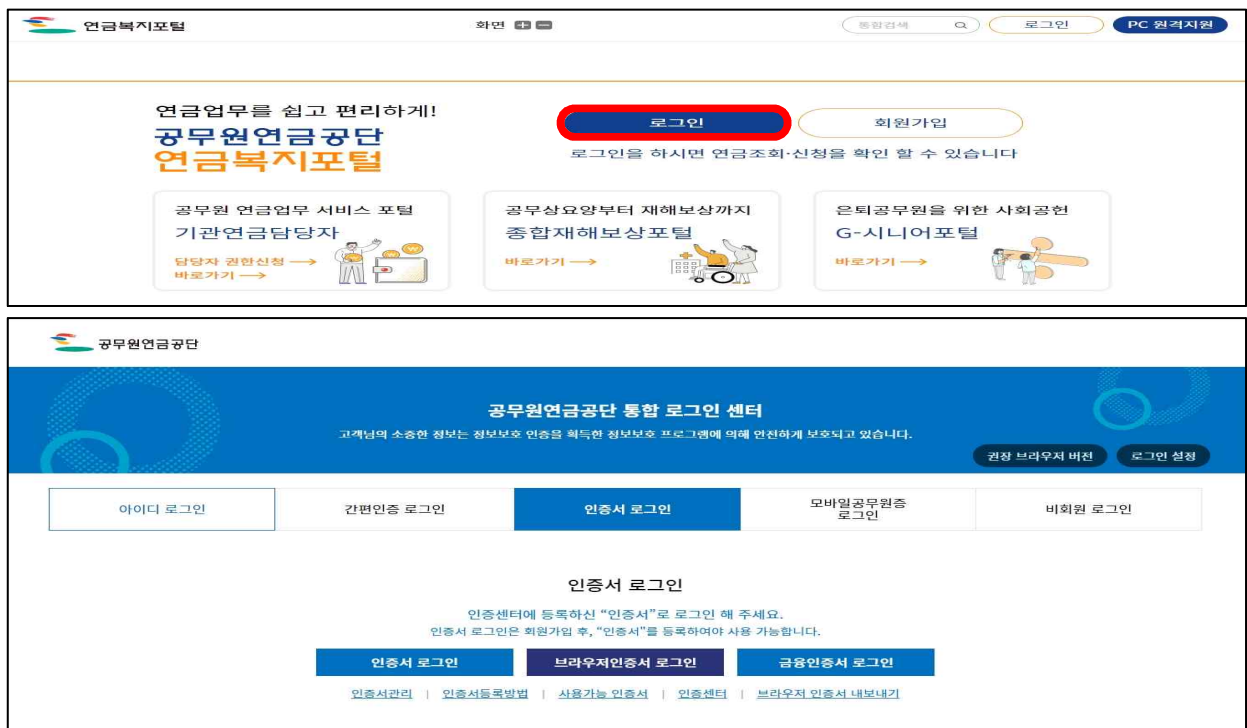 연금복지포털
화면
통합검색
로그인
PC 원격지원
연금업무를 쉽고 편리하게!
공무원연금공단
연금복지포털
로그인
회원가입
로그인을 하시면 연금조회·신청을 확인 할 수 있습니다
공무원 연금업무 서비스 포털
기관연금담당자
담당자 권한신청 →
바로가기 →
공무상요양부터 재해보상까지
종합재해보상포털
바로가기 →
은퇴공무원을 위한 사회공헌
G-시니어포털
바로가기 →
공무원연금공단
공무원연금공단 통합 로그인 센터
고객님의 소중한 정보는 정보보호 인증을 획득한 정보보호 프로그램에 의해 안전하게 보호되고 있습니다.
권장 브라우저 버전
로그인 설정
아이디 로그인
간편인증 로그인
인증서 로그인
모바일공무원증
로그인
비회원 로그인
인증서 로그인
인증센터에 등록하신 “인증서”로 로그인 해 주세요.
인증서 로그인은 회원가입 후, “인증서”를 등록하여야 사용 가능합니다.
인증서 로그인
브라우저인증서 로그인
금융인증서 로그인
인증서관리 | 인증서등록방법 | 사용가능 인증서 | 인증센터 | 브라우저 인증서 내보내기